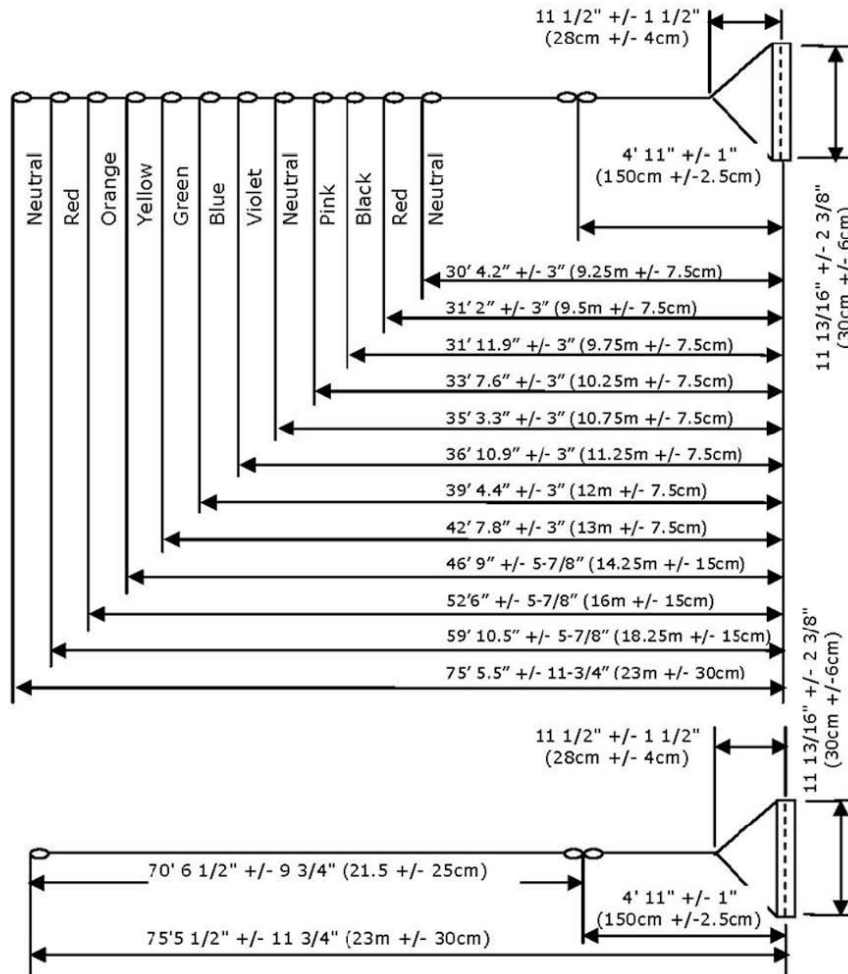 11 1/2" +/- 1 1/2"
(28cm +/- 4cm)
4' 11" +/- 1"
(150cm +/-2.5cm)
11 13/16" +/- 2 3/8"
(30cm +/- 6cm)
Neutral
Red
Orange
Yellow
Green
Blue
Violet
Neutral
Pink
Black
Red
Neutral
30′ 4.2″ +/- 3″ (9.25m +/- 7.5cm)
31′2″ +/- 3″ (9.5m +/- 7.5cm)
31′ 11.9″ +/- 3″ (9.75m +/- 7.5cm)
33′ 7.6″ +/- 3″ (10.25m +/- 7.5cm)
35′ 3.3″ +/- 3″ (10.75m +/- 7.5cm)
36′ 10.9″ +/- 3″ (11.25m +/- 7.5cm)
39′ 4.4″ +/- 3″ (12m +/- 7.5cm)
42′ 7.8″ +/- 3″ (13m +/- 7.5cm)
46′ 9″ +/- 5-7/8″ (14.25m +/- 15cm)
52′6″ +/- 5-7/8″ (16m +/- 15cm)
59′ 10.5″ +/- 5-7/8″ (18.25m +/- 15cm)
75′ 5.5″ +/- 11-3/4″ (23m +/- 30cm)
11 13/16" +/- 2 3/8"
(30cm +/-6cm)
11 1/2" +/- 1 1/2"
(28cm +/- 4cm)
70' 6 1/2" +/- 9 3/4" (21.5 +/- 25cm)
4' 11" +/- 1"
(150cm +/-2.5cm)
75'5 1/2" +/- 11 3/4" (23m +/- 30cm)